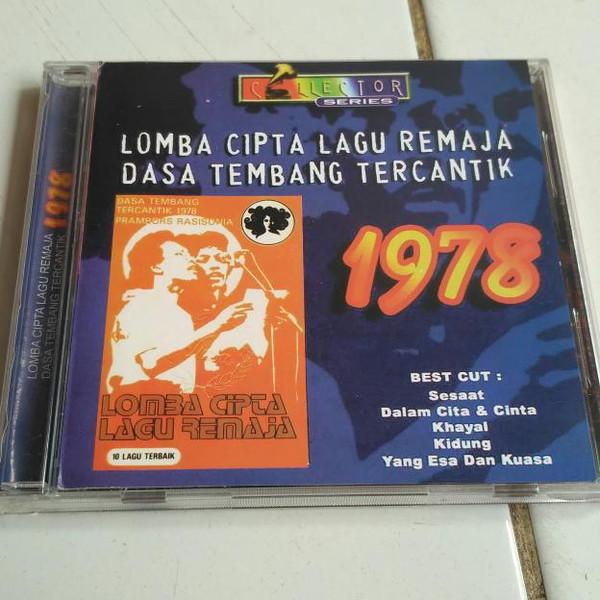 COLLECTOR
SERIES
LOMBA CIPTA LAGU REMAJA
DASA TEMBANG TERCANTIK
DASA TEMBANG
TERCANTIK 1978
PRAMBORS RASISONIA
LOMBA CIPTA
LAGU REMAJA
10 LAGU TERBAIK
1978
BEST CUT :
Sesaat
Dalam Cita & Cinta
Khayal
Kidung
Yang Esa Dan Kuasa
LOMBA CIPTA LAGU REMAJA
DASA TEMBANG TERCANTIK
1978